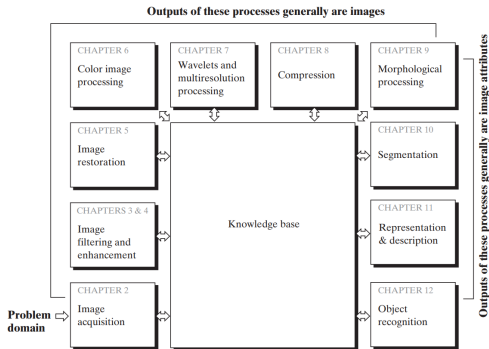 Outputs of these processes generally are images
CHAPTER 6
Color image
processing
CHAPTER 7
Wavelets and
multiresolution
processing
CHAPTER 8
Compression
CHAPTER 9
Morphological
processing
CHAPTER 5
Image
restoration
CHAPTERS 3 & 4
Image
filtering and
enhancement
CHAPTER 2
Image
acquisition
Problem
domain
Knowledge base
CHAPTER 10
Segmentation
CHAPTER 11
Representation
& description
CHAPTER 12
Object
recognition
Outputs of these processes generally are image attributes